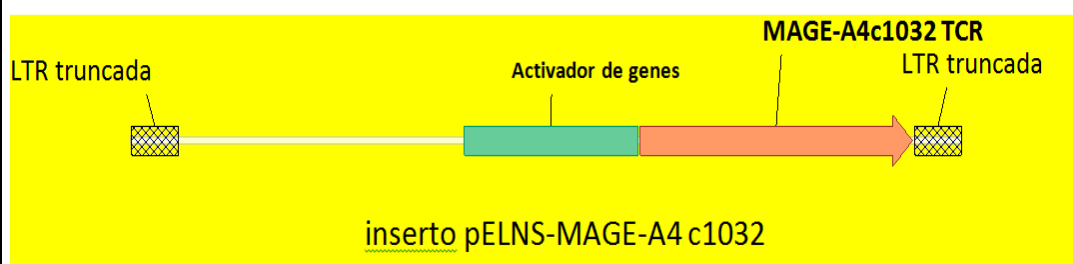 MAGE-A4c1032 TCR
LTR truncada
Activador de genes
LTR truncada
inserto pELNS-MAGE-A4 c1032